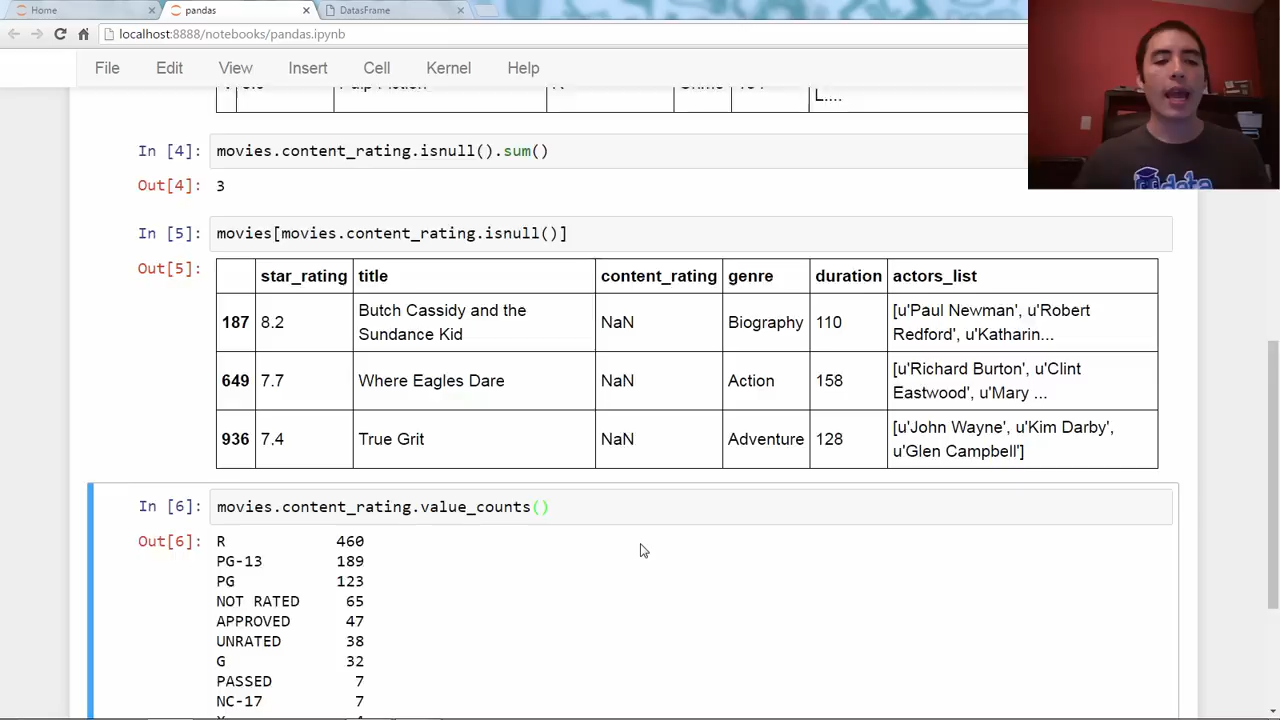 Home
pandas
DatasFrame
localhost:8888/notebooks/pandas.ipynb
File Edit View Insert Cell Kernel Help
L....
In [4]: movies.content_rating.isnull().sum()
Out[4]: 3
In [5]: movies[movies.content_rating.isnull()]
Out[5]:
star_rating title content_rating genre duration actors_list
187 8.2 Butch Cassidy and the Sundance Kid NaN Biography 110 [u'Paul Newman', u'Robert Redford', u'Katharin...
649 7.7 Where Eagles Dare NaN Action 158 [u'Richard Burton', u'Clint Eastwood', u'Mary ...
936 7.4 True Grit NaN Adventure 128 [u'John Wayne', u'Kim Darby', u'Glen Campbell']
In [6]: movies.content_rating.value_counts()
Out[6]: R 460
PG-13 189
PG 123
NOT RATED 65
APPROVED 47
UNRATED 38
G 32
PASSED 7
NC-17 7
data